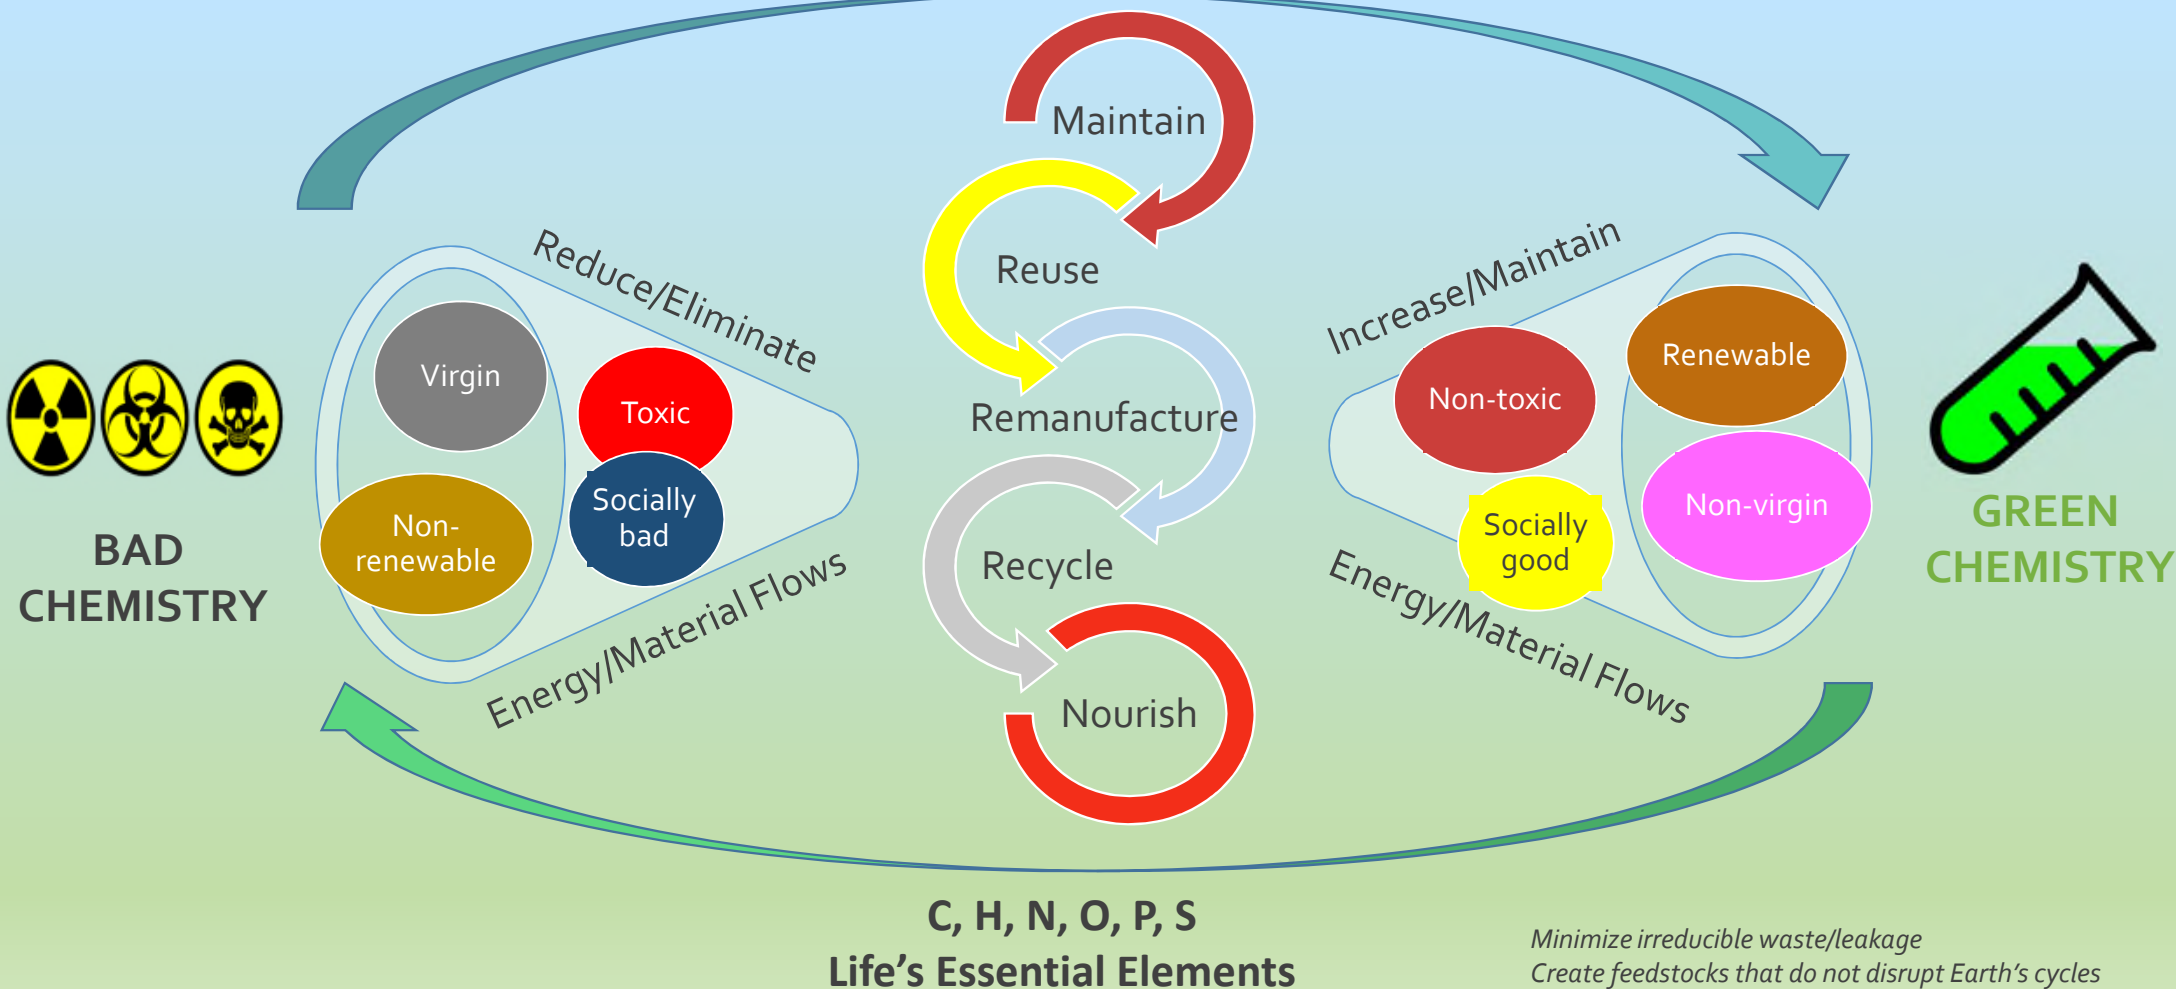 Maintain
Reuse
Remanufacture
Recycle
Nourish
Reduce/Eliminate
Virgin
Toxic
Non-
renewable
Socially
bad
Energy/Material Flows
BAD
CHEMISTRY
Increase/Maintain
Non-toxic
Renewable
Socially
good
Non-virgin
Energy/Material Flows
GREEN
CHEMISTRY
C, H, N, O, P, S
Life’s Essential Elements
Minimize irreducible waste/leakage
Create feedstocks that do not disrupt Earth’s cycles